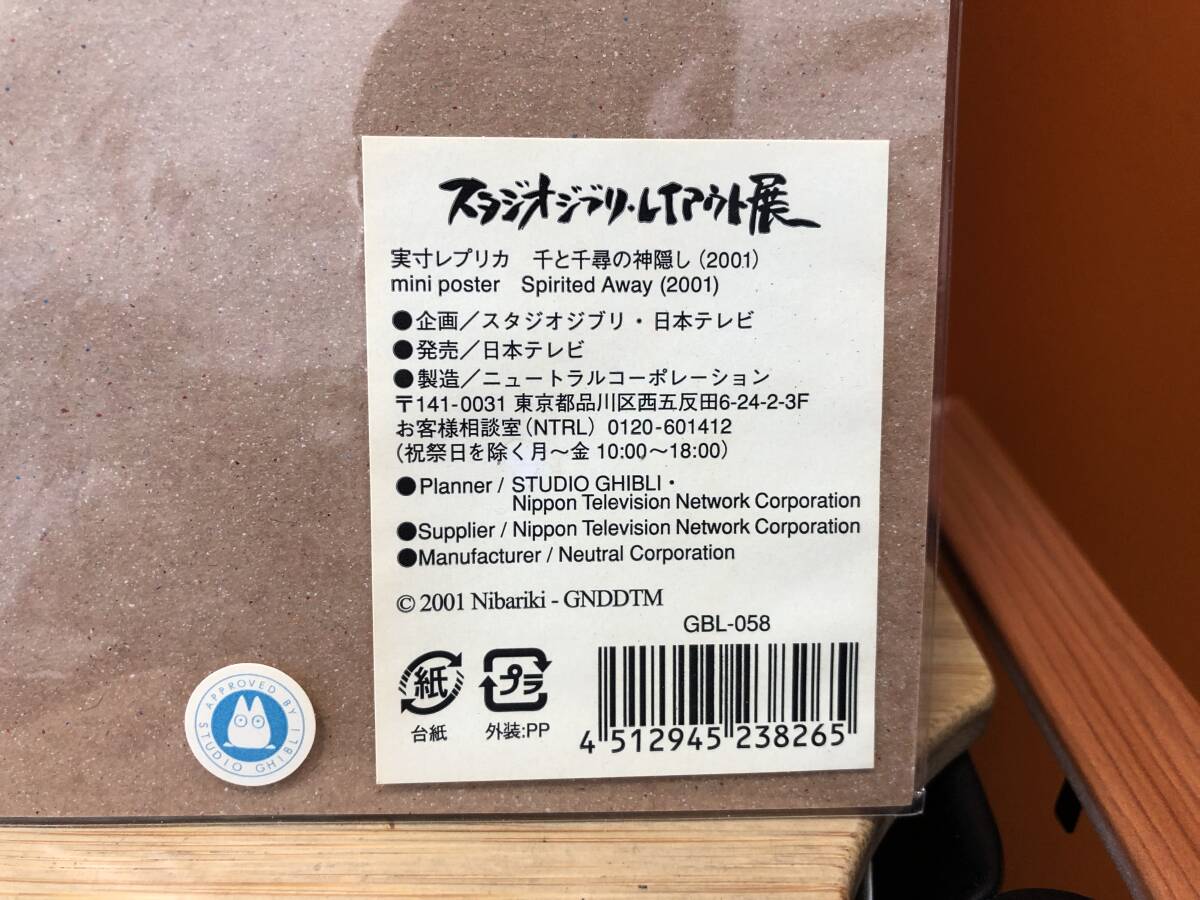 スタジオジブリ・レイアウト展
実寸レプリカ　千と千尋の神隠し（2001）
mini poster　Spirited Away (2001)
●企画／スタジオジブリ・日本テレビ
●発売／日本テレビ
●製造／ニュートラルコーポレーション
〒141-0031 東京都品川区西五反田6-24-2-3F
お客様相談室（NTRL）0120-601412
（祝祭日を除く月〜金 10:00〜18:00）
●Planner / STUDIO GHIBLI・
Nippon Television Network Corporation
●Supplier / Nippon Television Network Corporation
●Manufacturer / Neutral Corporation
© 2001 Nibariki - GNDDTM
GBL-058
紙
プラ
台紙
外装:PP
4 512945 238265
APPROVED BY
STUDIO GHIBLI